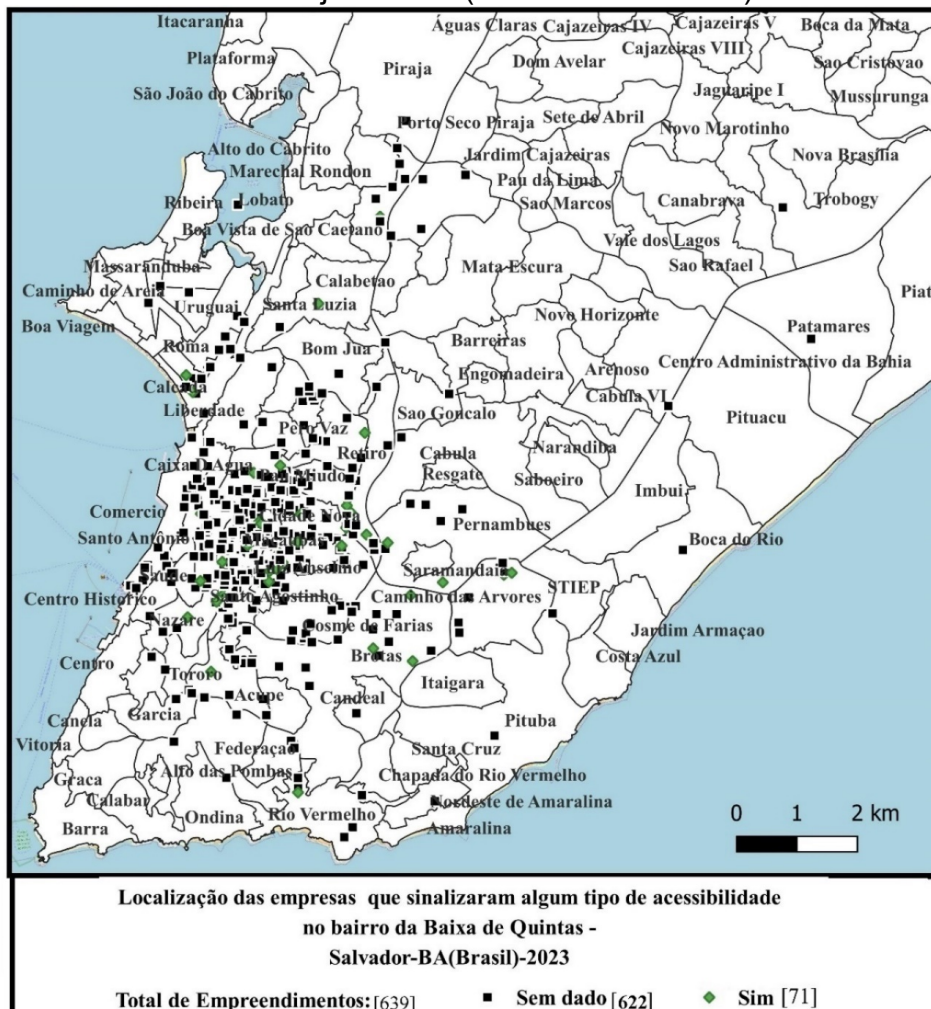 Itacaranha
Águas Claras Cajazeiras IV Cajazeiras V Boca da Mata
Plataforma
Cajazeiras VIII
Piraja
Dom Avelar
Sao Cristovao
São João do Cabrito
Jaguaripe I
Mussurunga
Porto Seco Piraja
Sete de Abril
Novo Marotinho
Alto do Cabrito
Jardim Cajazeiras
Nova Brasília
Marechal Rondon
Pau da Lima
Ribeira
Lobato
Sao Marcos
Canabrava
Trobogy
Boa Vista de Sao Caetano
Vale dos Lagos
Massaranduba
Mata Escura
Sao Rafael
Calabetao
Caminho de Areia
Uruguai
Santa Luzia
Piat
Boa Viagem
Novo Horizonte
Patamares
Roma
Bom Jua
Barreiras
Centro Administrativo da Bahia
Engomadeira
Arenoso
Calcada
Cabula VI
Liberdade
Sao Goncalo
Pituacu
Pero Vaz
Retiro
Cabula
Narandiba
Caixa D'Agua
Pau Miudo
Resgate
Saboeiro
Imbui
Comercio
Cidade Nova
Pernambues
Santo Antônio
Boca do Rio
Saude
Saramandaia
STIEP
Centro Historico
Santo Agostinho
Caminho das Arvores
Nazare
Cosme de Farias
Jardim Armaçao
Centro
Brotas
Costa Azul
Tororo
Itaigara
Acupe
Candeal
Garcia
Canela
Pituba
Vitoria
Federação
Santa Cruz
Graca
Alto das Pombas
Chapada do Rio Vermelho
Calabar
Nordeste de Amaralina
Ondina
Rio Vermelho
Barra
Amaralina
0 1 2 km
Localização das empresas que sinalizaram algum tipo de acessibilidade
no bairro da Baixa de Quintas -
Salvador-BA(Brasil)-2023
Total de Empreendimentos: [639] Sem dado [622] Sim [71]